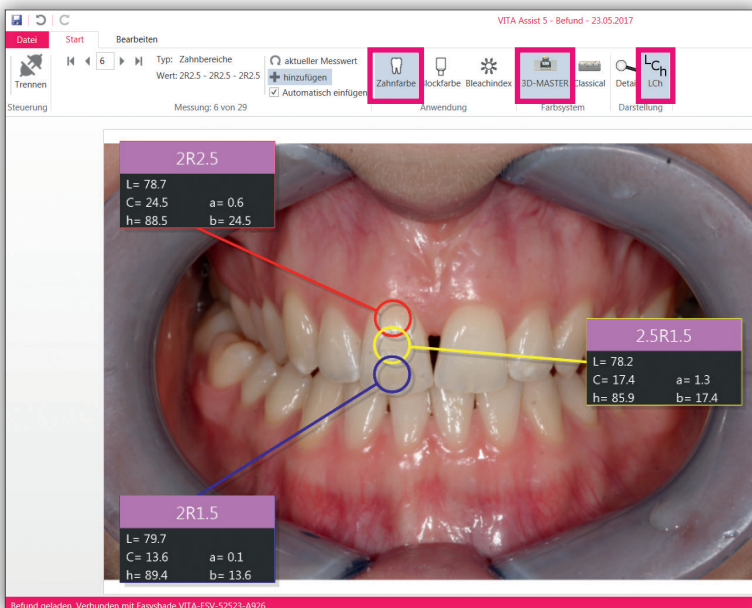 VITA Assist 5 - Befund - 23.05.2017
Datei Start Bearbeiten
Trennen
Steuerung
6
Typ: Zahnbereiche
Wert: 2R2.5 - 2R2.5 - 2R2.5
Messung: 6 von 29
aktueller Messwert
hinzufügen
Automatisch einfügen
Zahnfarbe
Blockfarbe
Bleachindex
Anwendung
3D-MASTER
Classical
Farbsystem
Detail
LCh
LCh
Darstellung
2R2.5
L= 78.7
C= 24.5 a= 0.6
h= 88.5 b= 24.5
2.5R1.5
L= 78.2
C= 17.4 a= 1.3
h= 85.9 b= 17.4
2R1.5
L= 79.7
C= 13.6 a= 0.1
h= 89.4 b= 13.6
Befund geladen. Verbunden mit Easyshade VITA-ESV-52523-A926